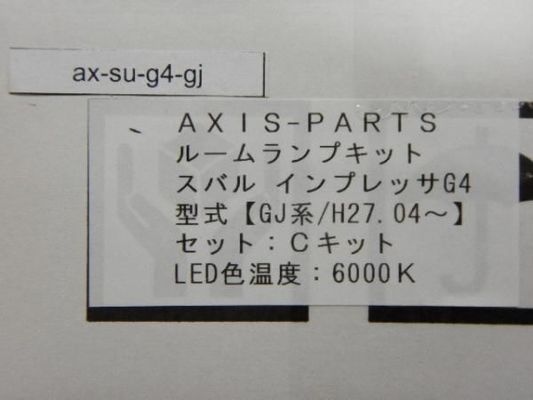 ax-su-g4-gj
AXIS-PARTS
ルームランプキット
スバル インプレッサG4
型式【GJ系/H27.04～】
セット：Cキット
LED色温度：6000K